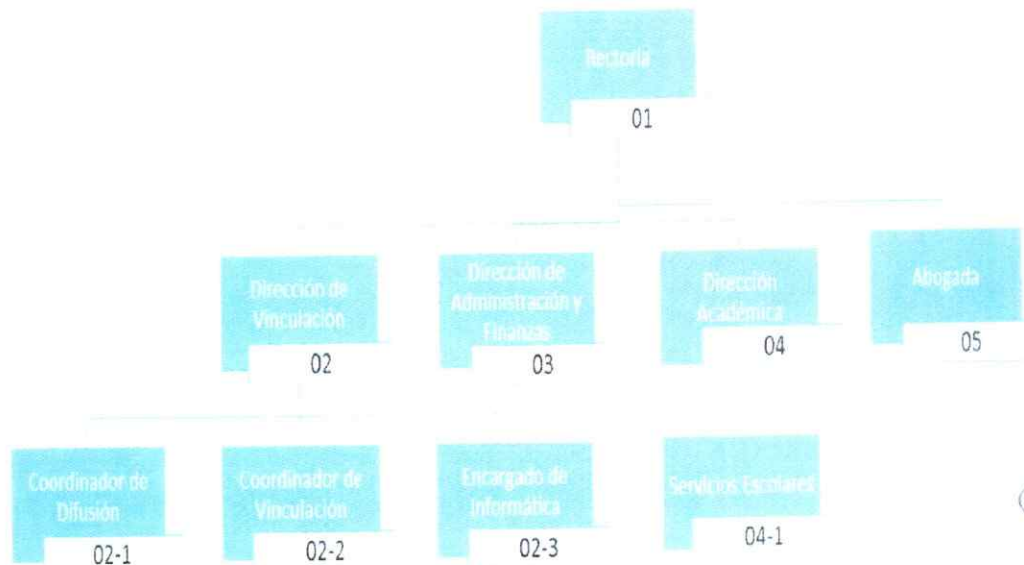 Rectoría
01
Dirección de
Vinculación
02
Dirección de
Administración y
Finanzas
03
Dirección
Académica
04
Abogada
05
Coordinador de
Difusión
02-1
Coordinador de
Vinculación
02-2
Encargado de
Informática
02-3
Servicios Escolares
04-1